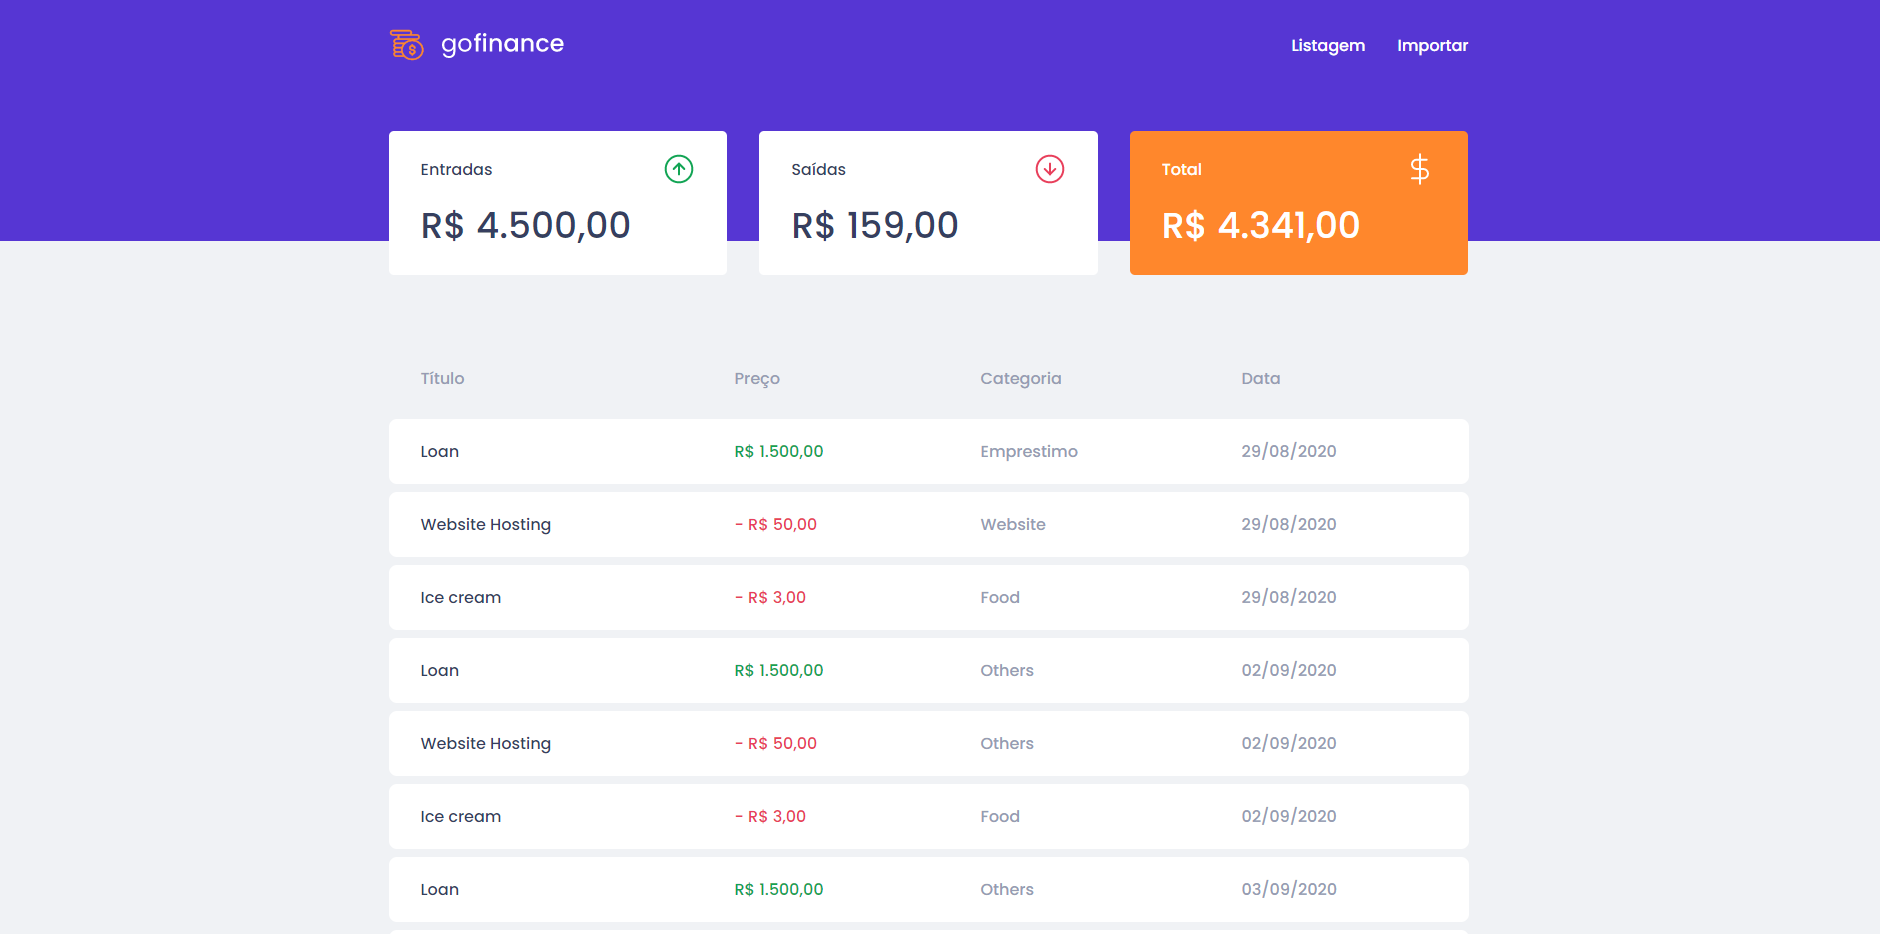 gofinance
Listagem Importar
Entradas
R$ 4.500,00
Saídas
R$ 159,00
Total
R$ 4.341,00
Título Preço Categoria Data
Loan R$ 1.500,00 Emprestimo 29/08/2020
Website Hosting - R$ 50,00 Website 29/08/2020
Ice cream - R$ 3,00 Food 29/08/2020
Loan R$ 1.500,00 Others 02/09/2020
Website Hosting - R$ 50,00 Others 02/09/2020
Ice cream - R$ 3,00 Food 02/09/2020
Loan R$ 1.500,00 Others 03/09/2020